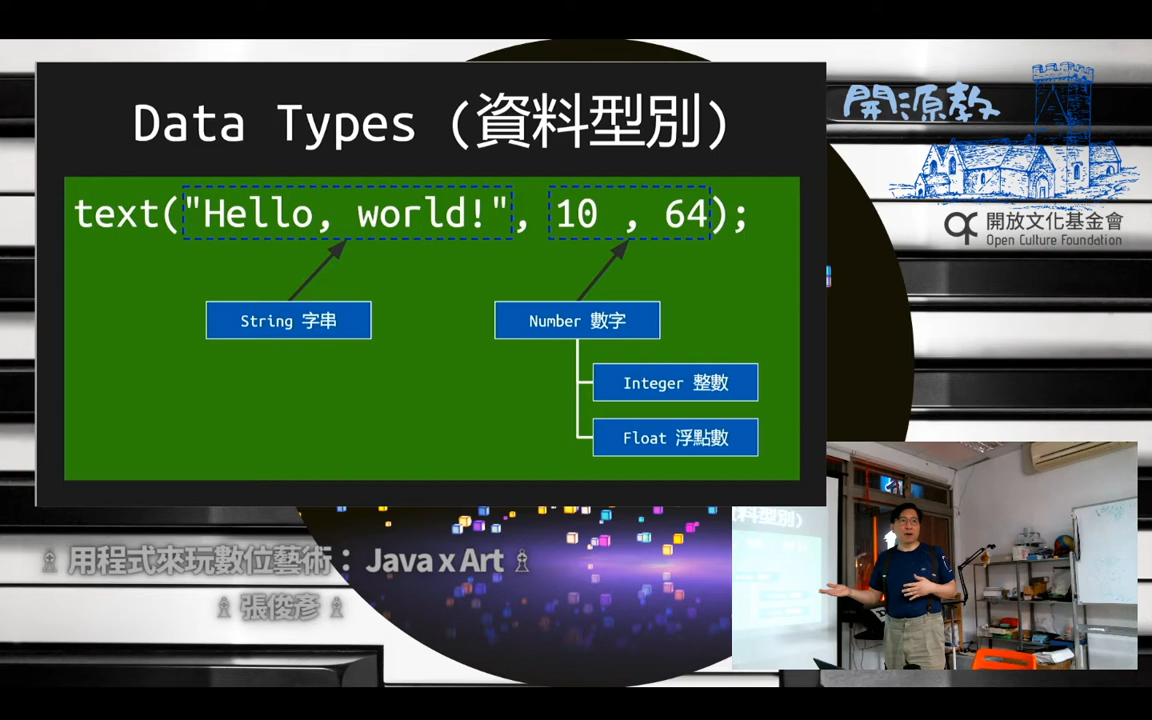 Data Types (資料型別)
text("Hello, world!", 10 , 64);
String 字串
Number 數字
Integer 整數
Float 浮點數
開源教
開放文化基金會
Open Culture Foundation
用程式來玩數位藝術： Java x Art
張俊彥